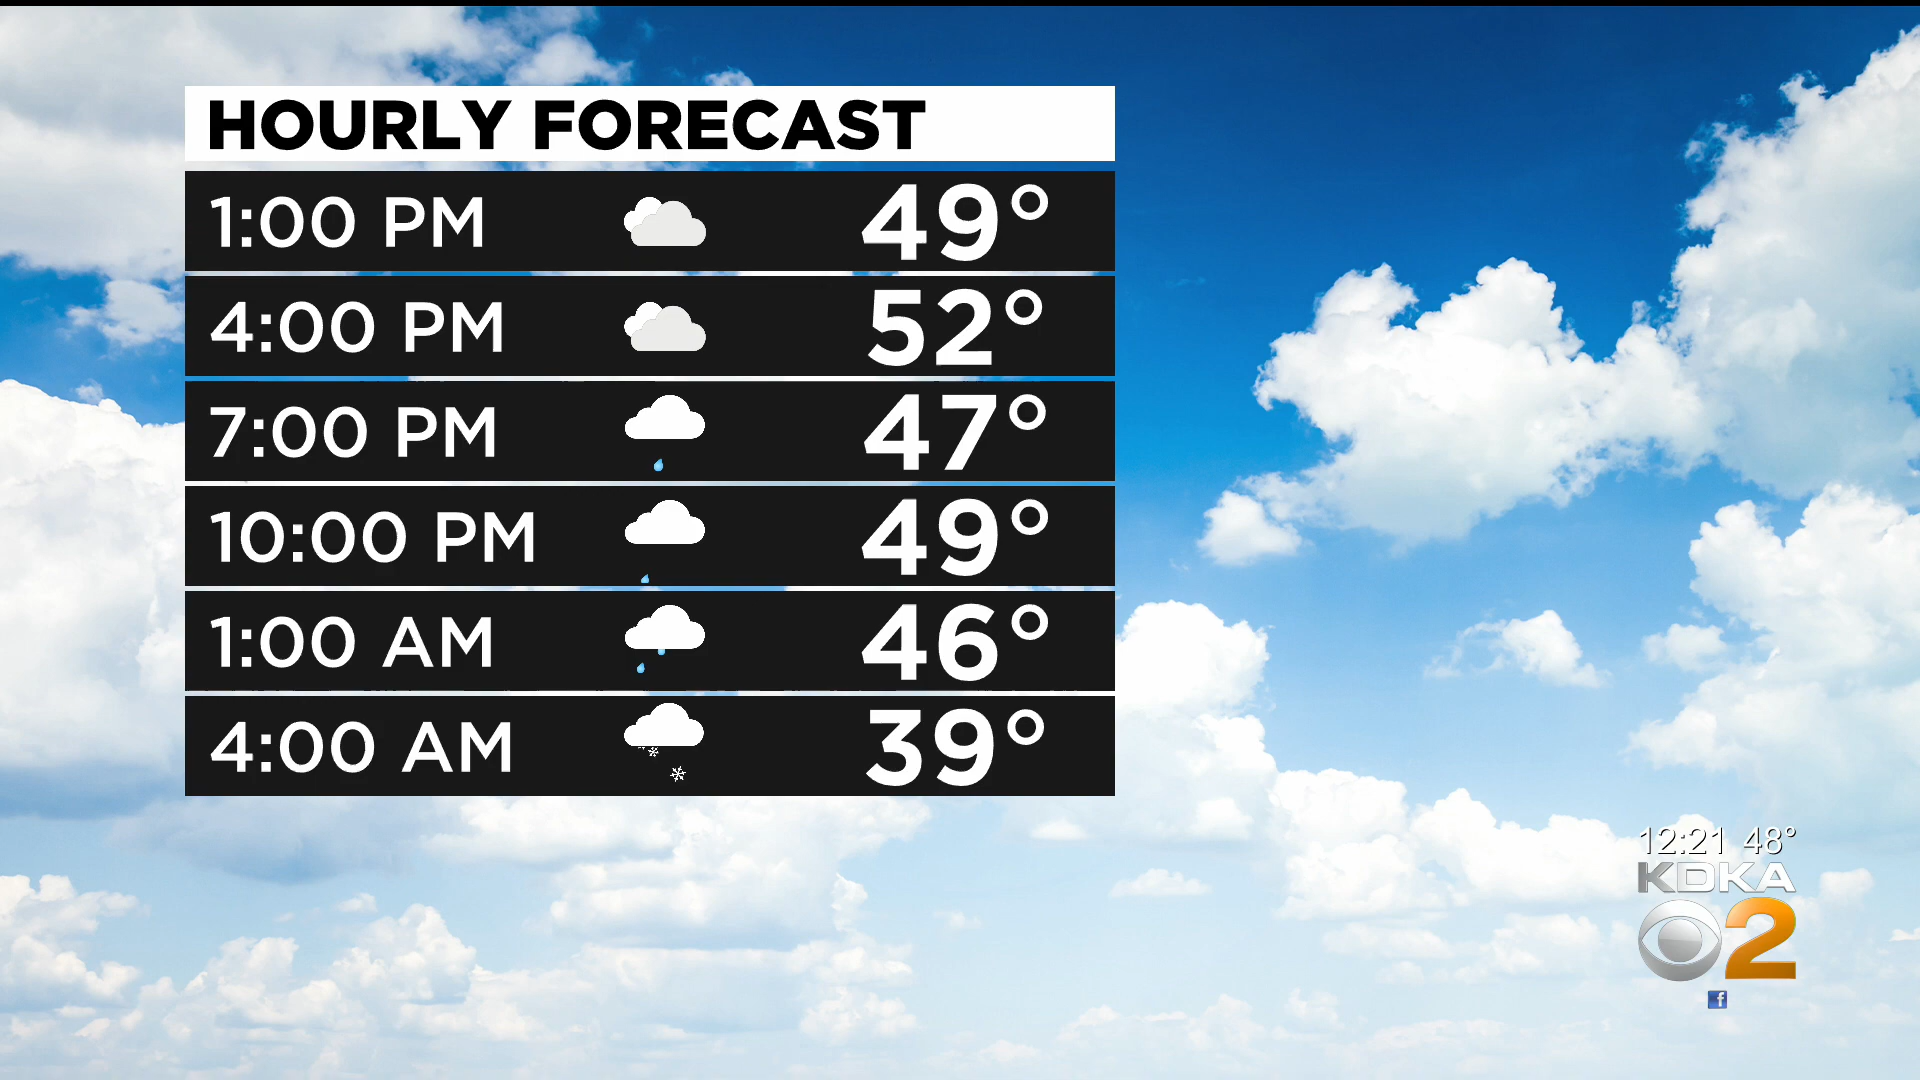 HOURLY FORECAST
1:00 PM 49°
4:00 PM 52°
7:00 PM 47°
10:00 PM 49°
1:00 AM 46°
4:00 AM 39°
12:21 48°
KDKA
2
f